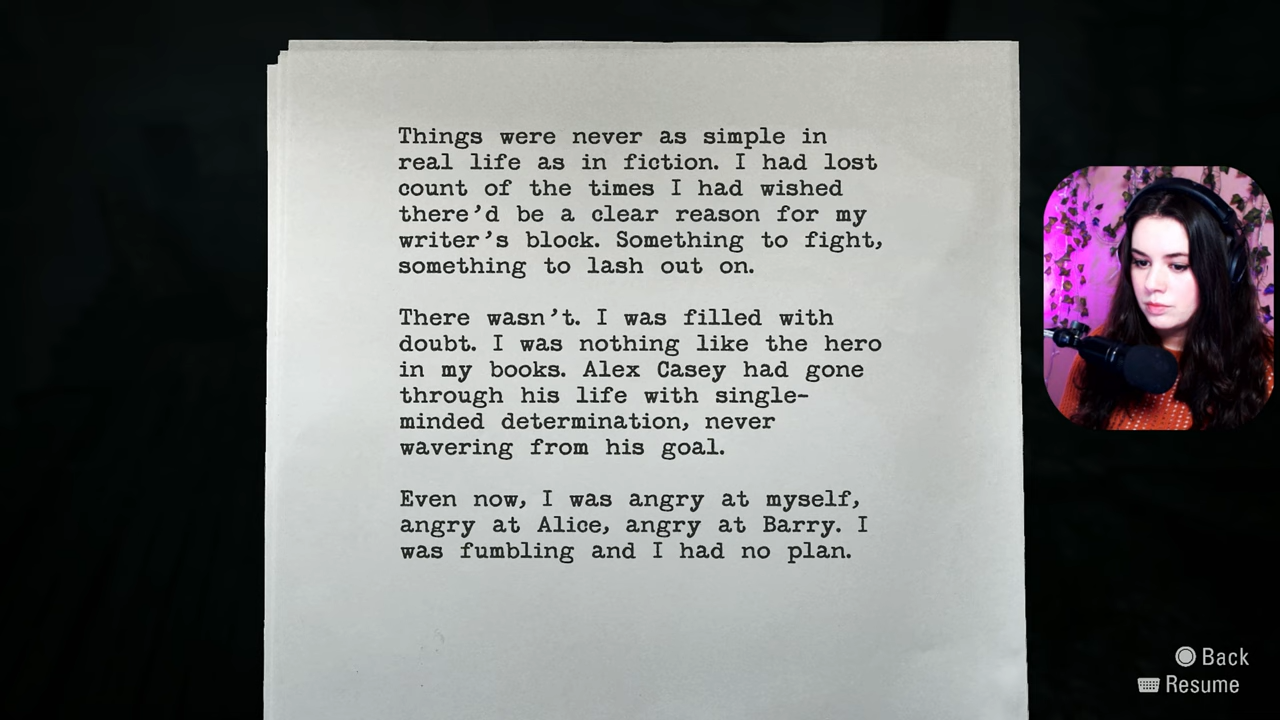 Things were never as simple in
real life as in fiction. I had lost
count of the times I had wished
there'd be a clear reason for my
writer's block. Something to fight,
something to lash out on.
There wasn't. I was filled with
doubt. I was nothing like the hero
in my books. Alex Casey had gone
through his life with single-
minded determination, never
wavering from his goal.
Even now, I was angry at myself,
angry at Alice, angry at Barry. I
was fumbling and I had no plan.
Back
Resume